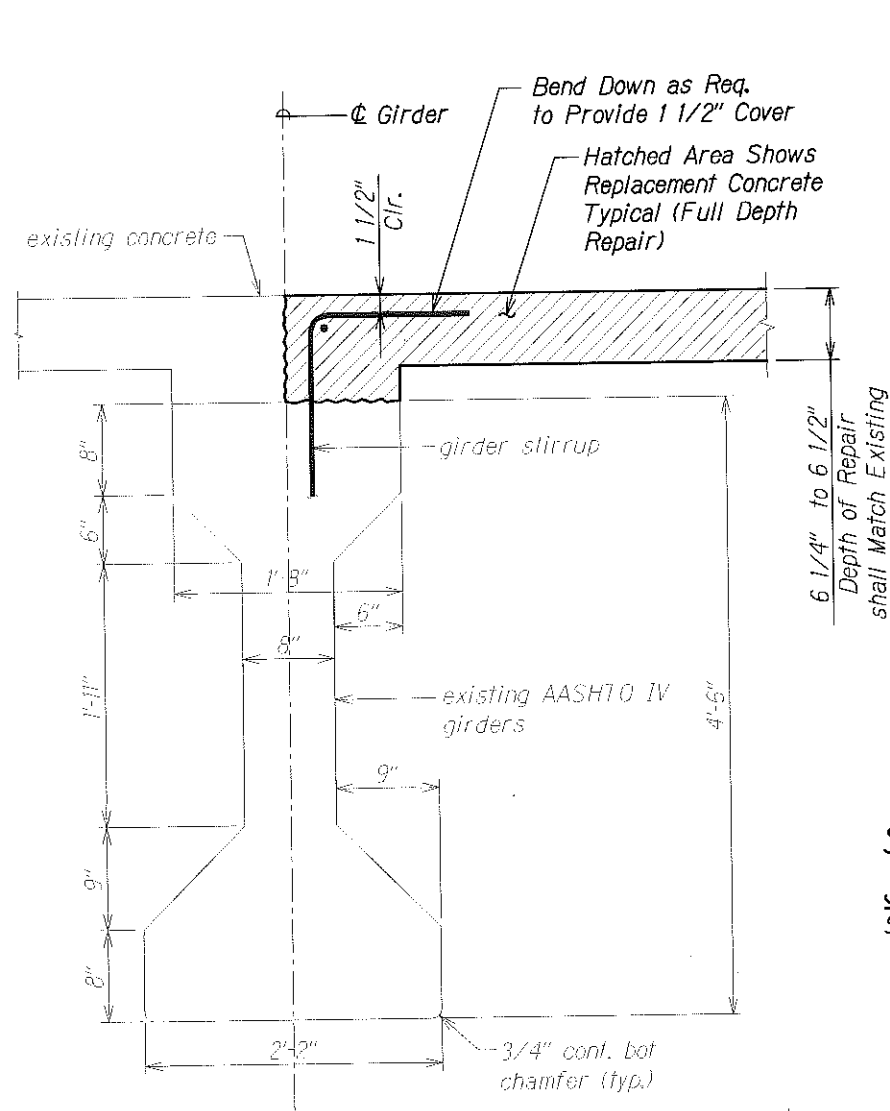 Bend Down as Req.
to Provide 1 1/2" Cover
℄ Girder
Hatched Area Shows
Replacement Concrete
Typical (Full Depth
Repair)
1 1/2"
Clr.
existing concrete
8"
girder stirrup
6"
1'-8"
6"
8"
1'-11"
existing AASHTO IV
girders
9"
4'-6"
6 1/4" to 6 1/2"
Depth of Repair
shall Match Existing
9"
8"
2'-2"
3/4" cont. bot
chamfer (typ.)